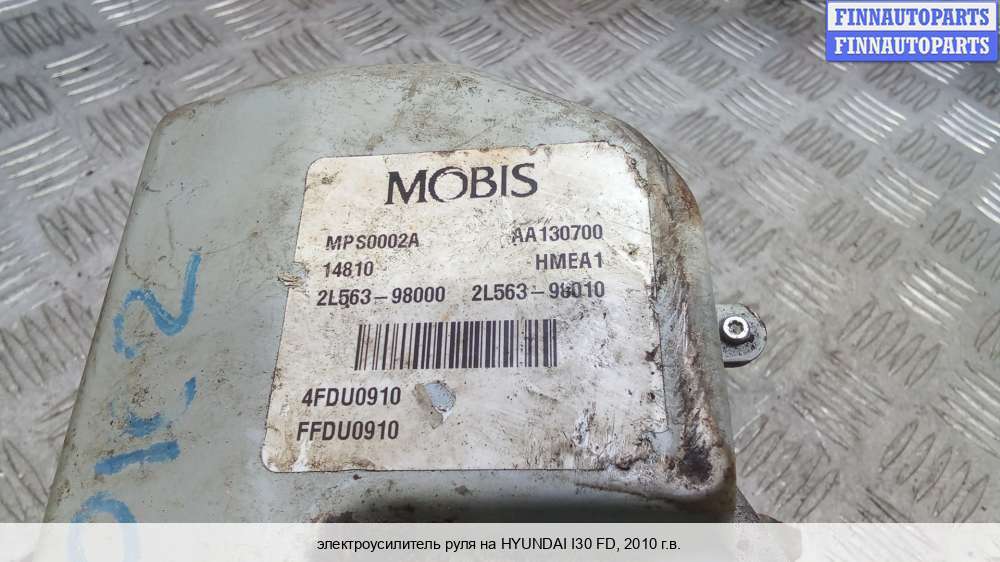 FINNAUTOPARTS
FINNAUTOPARTS
MOBIS
MPS0002A AA130700
14810 HMEA1
2L563-98000 2L563-98010
4FDU0910
FFDU0910
электроусилитель руля на HYUNDAI I30 FD, 2010 г.в.